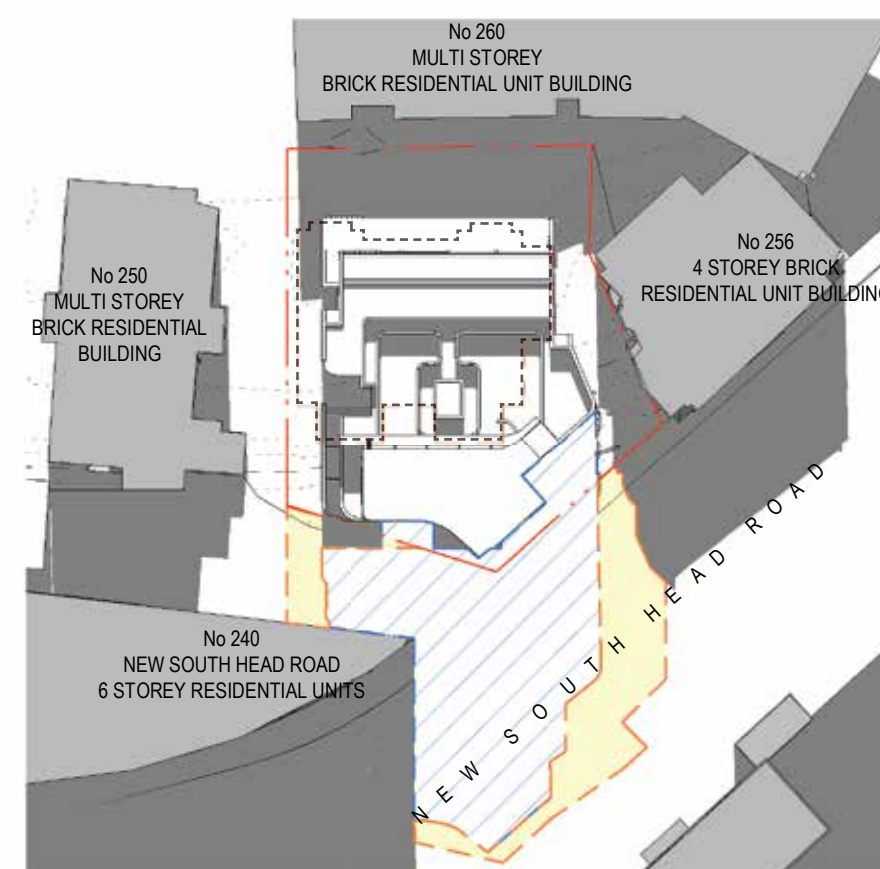 No 260
MULTI STOREY
BRICK RESIDENTIAL UNIT BUILDING
No 256
4 STOREY BRICK
RESIDENTIAL UNIT BUILDING
No 250
MULTI STOREY
BRICK RESIDENTIAL
BUILDING
No 240
NEW SOUTH HEAD ROAD
6 STOREY RESIDENTIAL UNITS
NEW SOUTH HEAD ROAD